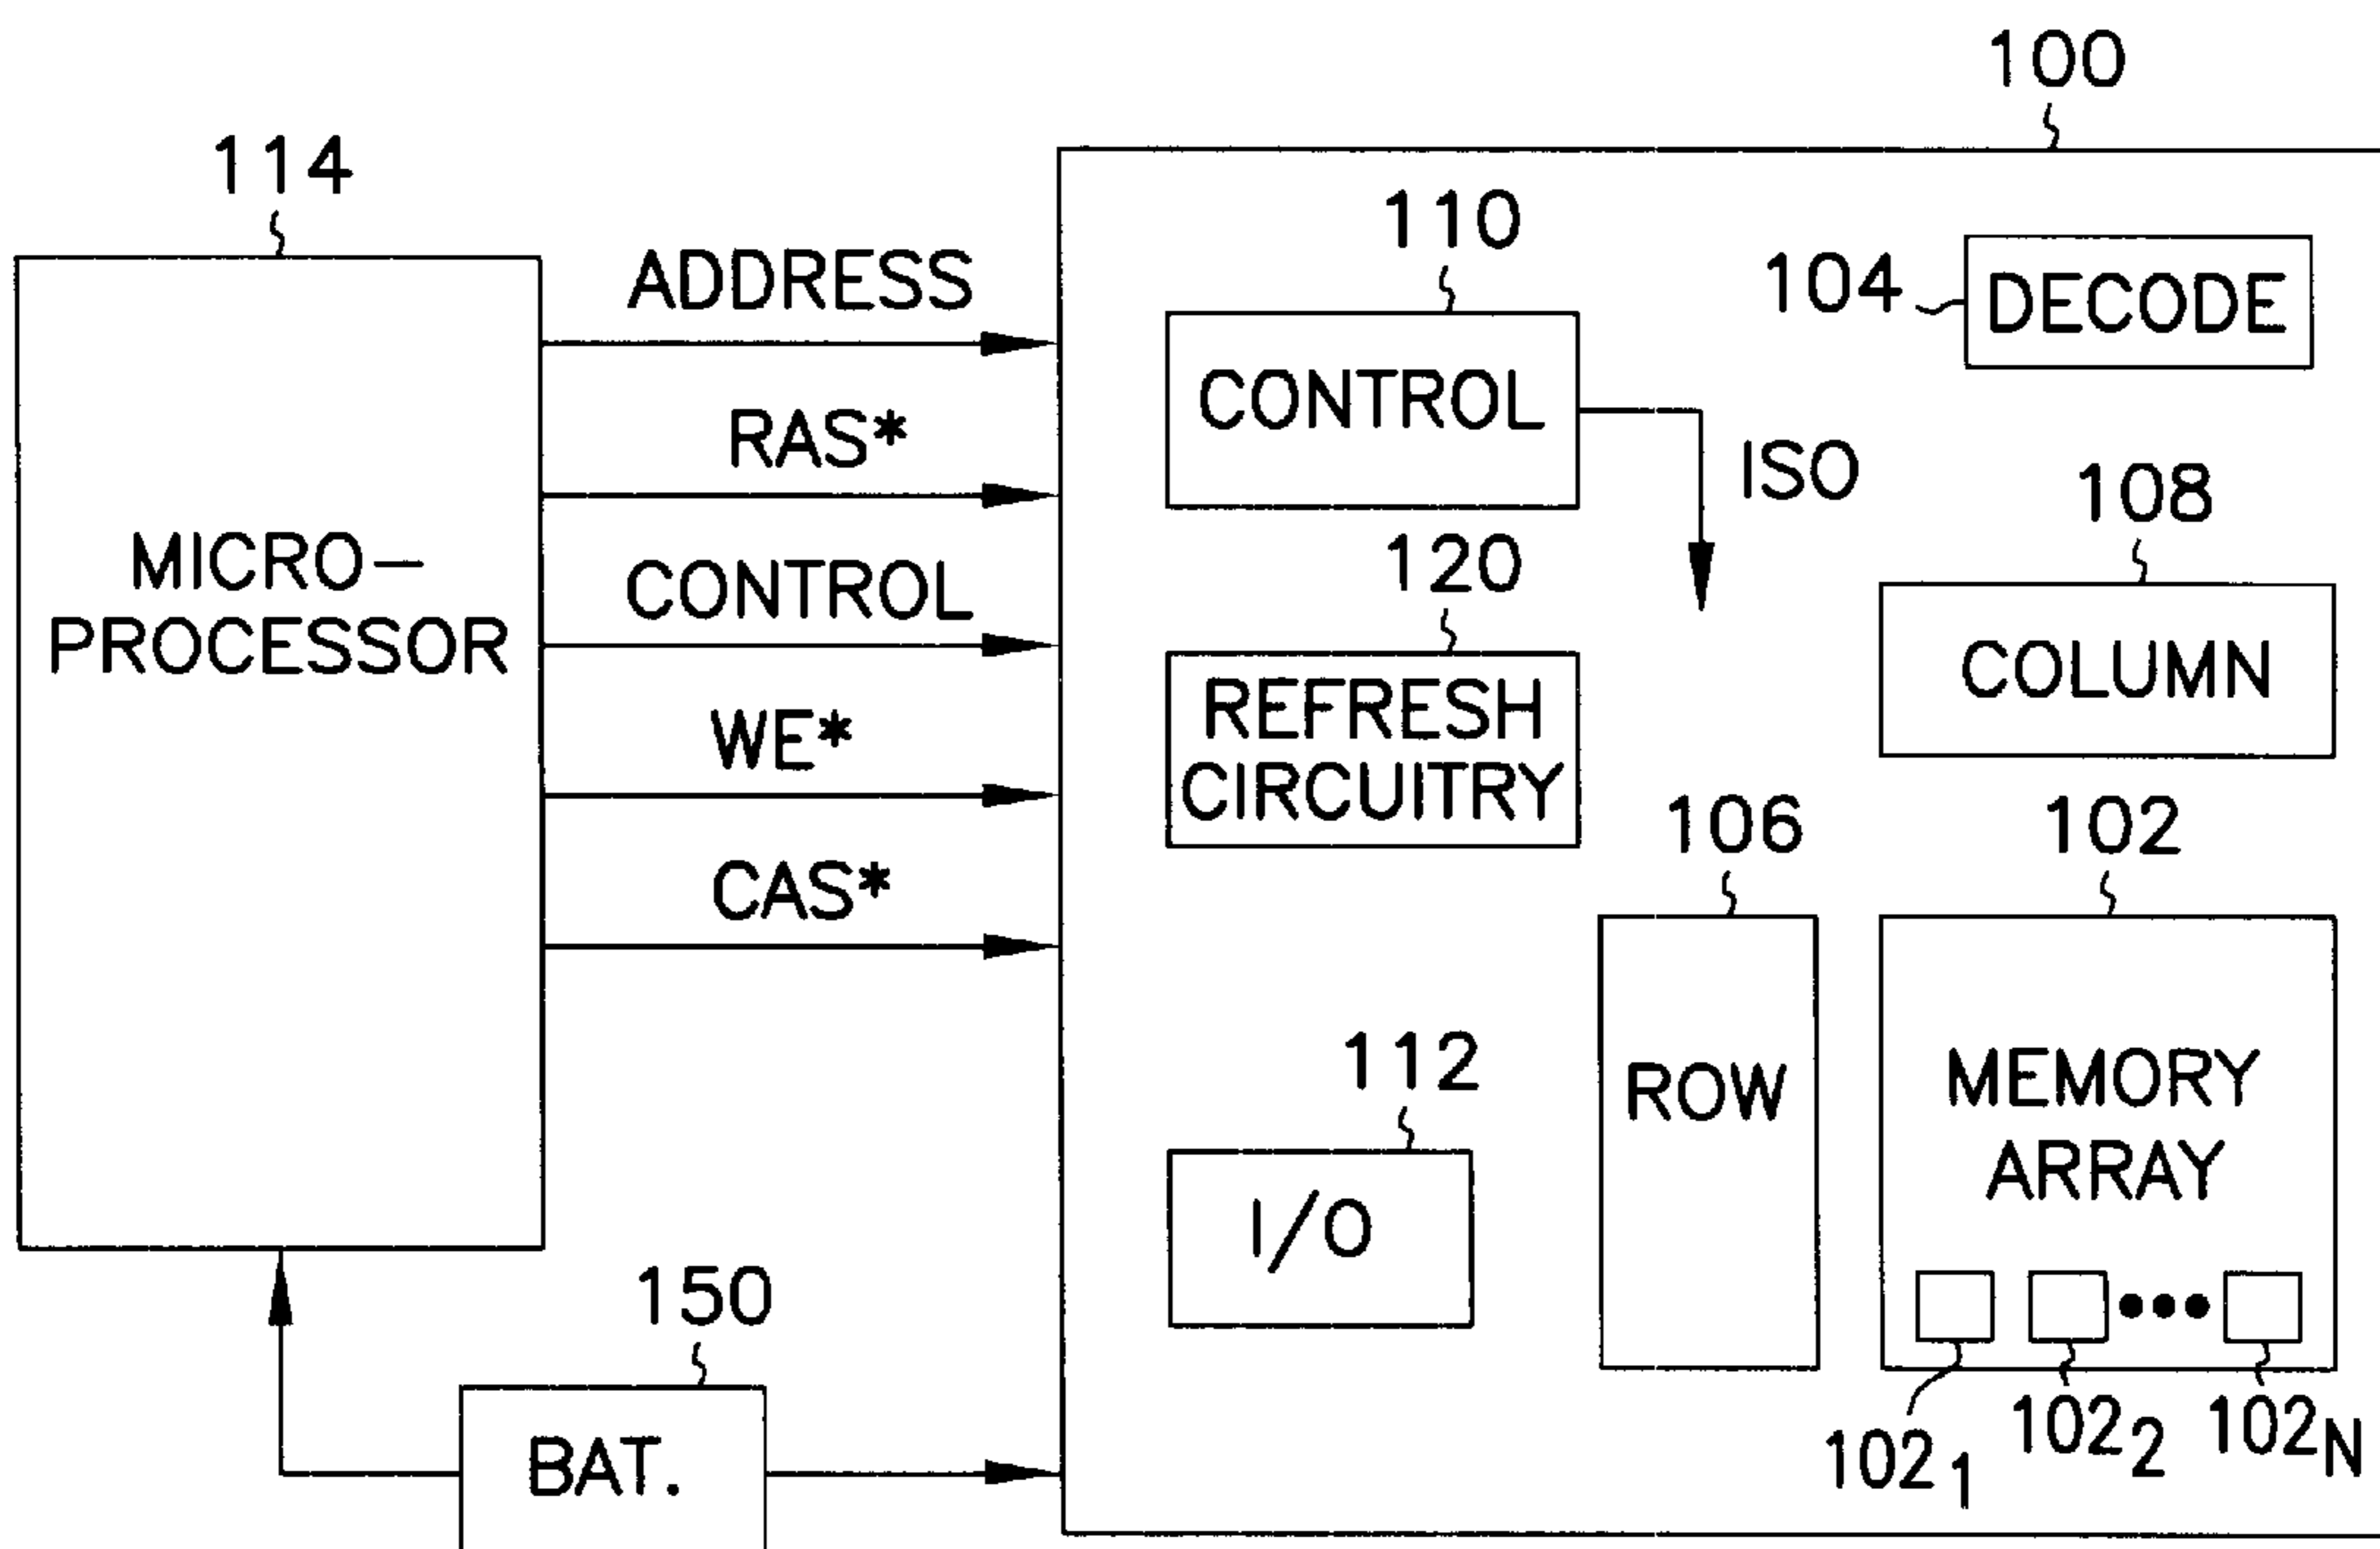 100
114
110
ADDRESS
104
DECODE
RAS*
CONTROL
ISO
108
MICRO-
PROCESSOR
CONTROL
120
COLUMN
REFRESH
CIRCUITRY
WE*
106
102
CAS*
112
ROW
MEMORY
ARRAY
I/O
150
BAT.
102₁
102₂
102N